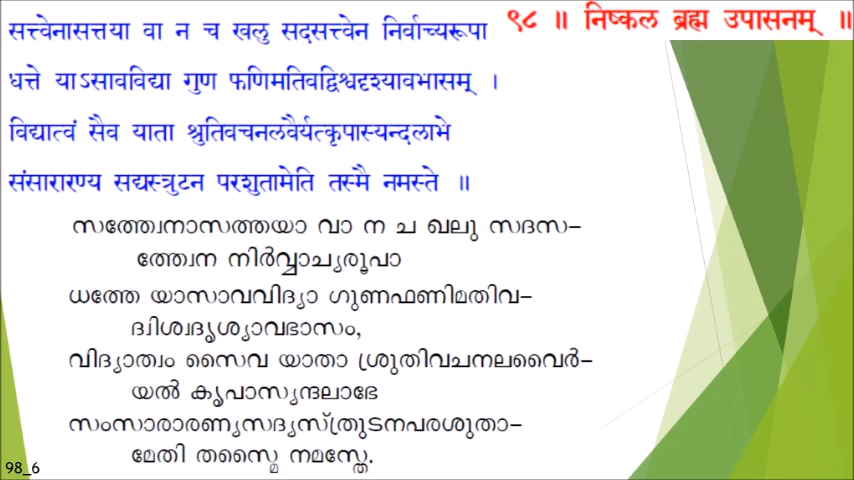 ९८ ॥ निष्कल ब्रह्म उपासनम् ॥
सत्त्वेनासत्तया वा न च खलु सदसत्त्वेन निर्वाच्यरूपा
धत्ते याऽसावविद्या गुण फणिमतिवद्विश्वदृश्यावभासम् ।
विद्यात्वं सैव याता श्रुतिवचनलवैर्यत्कृपास्यन्दलाभे
संसारारण्य सद्यस्त्रुटन परशुतामेति तस्मै नमस्ते ॥
സത്ത്വേനാസത്തയാ വാ ന ച ഖലു സദസ–
ത്ത്വേന നിർവ്വാച്യരൂപാ
ധത്തേ യാസാവവിദ്യാ ഗുണഫണിമതിവ–
ദ്വിശ്വദൃശ്യാവഭാസം,
വിദ്യാത്വം സൈവ യാതാ ശ്രുതിവചനലവൈർ–
യൽ കൃപാസ്യന്ദലാഭേ
സംസാരാരണ്യസദ്യസ്ത്രുടനപരശുതാ–
മേതി തസ്മൈ നമസ്തേ.
98_6